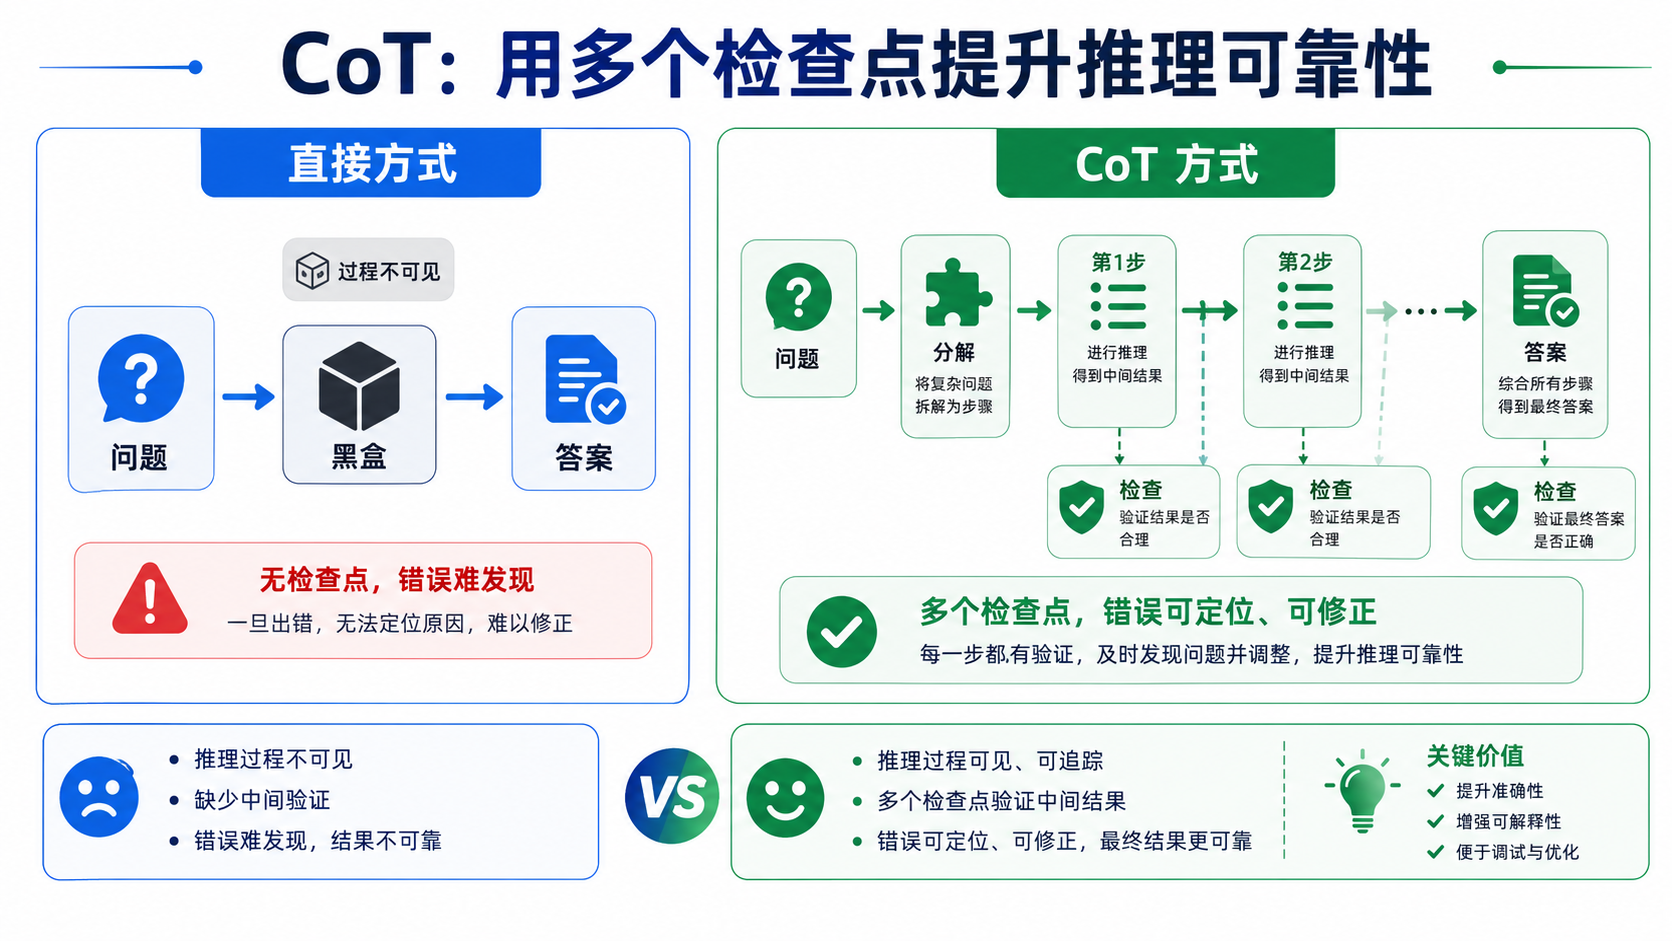 CoT: 用多个检查点提升推理可靠性
直接方式
过程不可见
问题
黑盒
答案
无检查点，错误难发现
一旦出错，无法定位原因，难以修正
CoT 方式
问题
分解
将复杂问题
拆解为步骤
第1步
进行推理
得到中间结果
第2步
进行推理
得到中间结果
答案
综合所有步骤
得到最终答案
检查
验证结果是否
合理
检查
验证结果是否
合理
检查
验证最终答案
是否正确
多个检查点，错误可定位、可修正
每一步都有验证，及时发现问题并调整，提升推理可靠性
• 推理过程不可见
• 缺少中间验证
• 错误难发现，结果不可靠
VS
• 推理过程可见、可追踪
• 多个检查点验证中间结果
• 错误可定位、可修正，最终结果更可靠
关键价值
提升准确性
增强可解释性
便于调试与优化